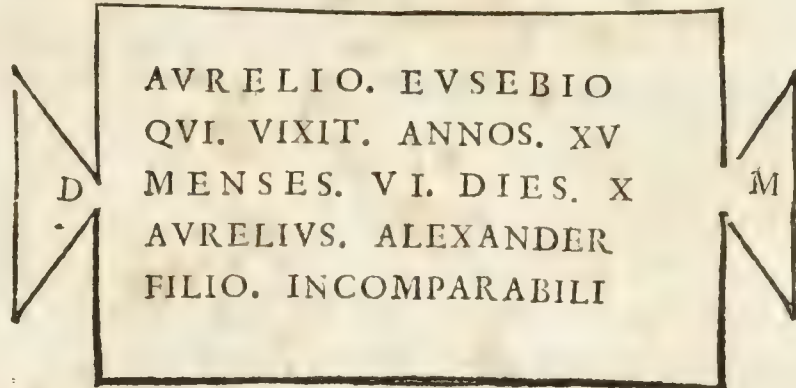 AVRELIO. EVSEBIO
QVI. VIXIT. ANNOS. XV
D MENSES. VI. DIES. X M
AVRELIVS. ALEXANDER
FILIO. INCOMPARABILI